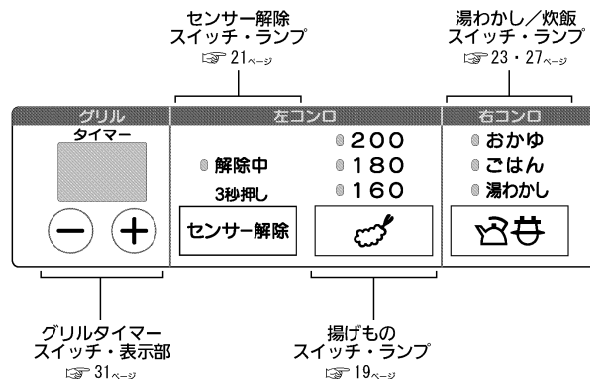 センサー解除
スイッチ・ランプ
☞21ページ
湯わかし／炊飯
スイッチ・ランプ
☞23・27ページ
グリル
左コンロ
右コンロ
タイマー
解除中
3秒押し
センサー解除
200
180
160
おかゆ
ごはん
湯わかし
− +
グリルタイマー
スイッチ・表示部
☞31ページ
揚げもの
スイッチ・ランプ
☞19ページ